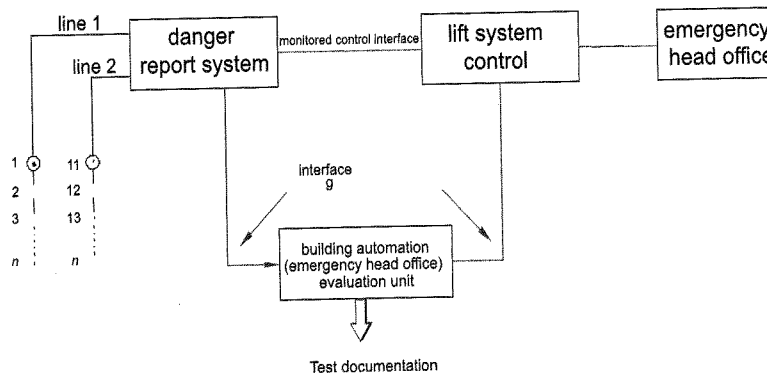 line 1
danger
report system
monitored control interface
lift system
control
emergency
head office
line 2
1
11
2
12
3
13
n
n
interface
g
building automation
(emergency head office)
evaluation unit
Test documentation